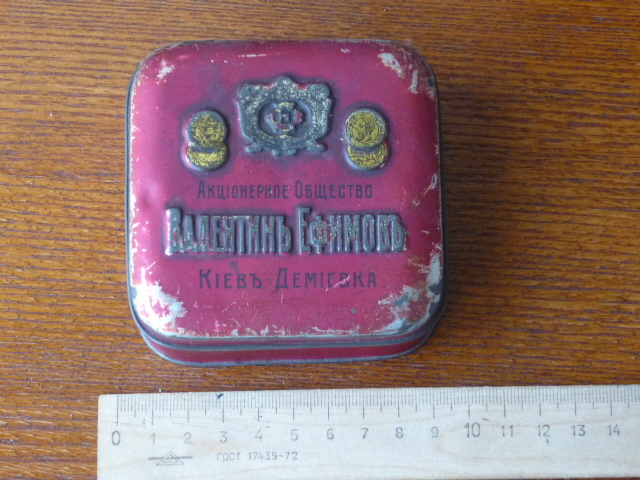 Акціонерное Общество
Валентинъ Ефимовъ
Кіевъ-Деміевка
0 1 2 3 4 5 6 7 8 9 10 11 12 13 14
ГОСТ 17435-72